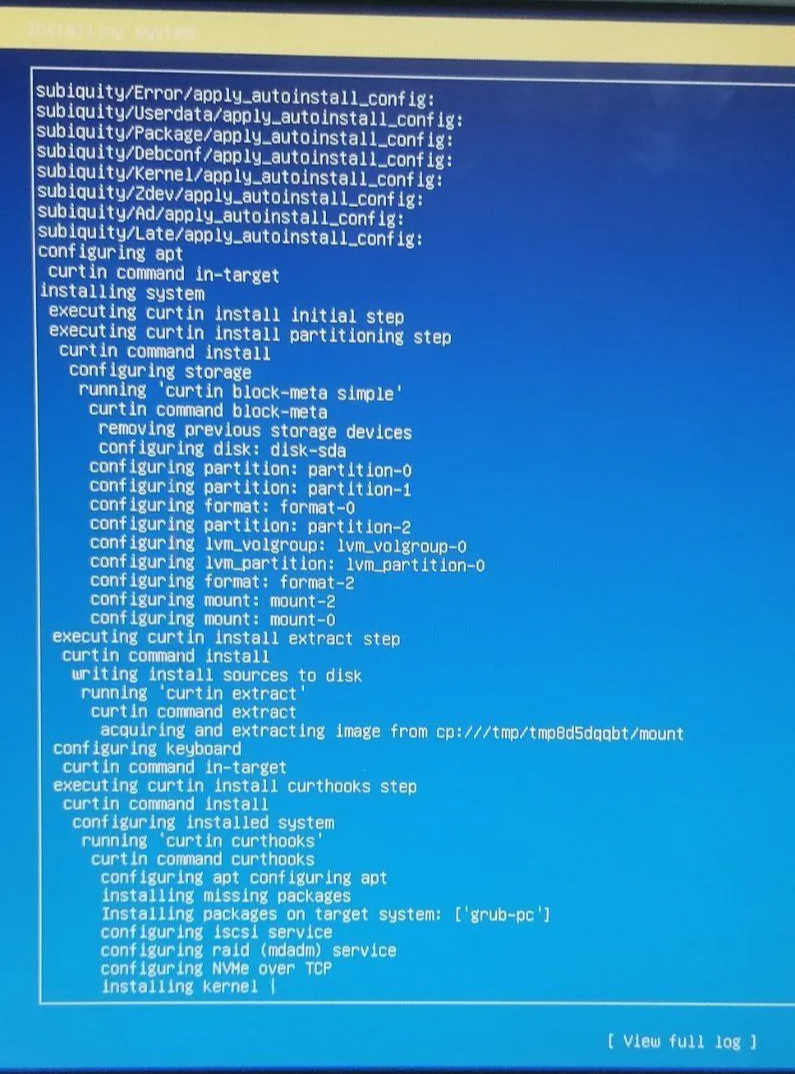 Installing system
subiquity/Error/apply_autoinstall_config:
subiquity/Userdata/apply_autoinstall_config:
subiquity/Package/apply_autoinstall_config:
subiquity/Debconf/apply_autoinstall_config:
subiquity/Kernel/apply_autoinstall_config:
subiquity/Zdev/apply_autoinstall_config:
subiquity/Ad/apply_autoinstall_config:
subiquity/Late/apply_autoinstall_config:
configuring apt
curtin command in-target
installing system
executing curtin install initial step
executing curtin install partitioning step
curtin command install
configuring storage
running 'curtin block-meta simple'
curtin command block-meta
removing previous storage devices
configuring disk: disk-sda
configuring partition: partition-0
configuring partition: partition-1
configuring format: format-0
configuring partition: partition-2
configuring lvm_volgroup: lvm_volgroup-0
configuring lvm_partition: lvm_partition-0
configuring format: format-2
configuring mount: mount-2
configuring mount: mount-0
executing curtin install extract step
curtin command install
writing install sources to disk
running 'curtin extract'
curtin command extract
acquiring and extracting image from cp:///tmp/tmp8d5dqqbt/mount
configuring keyboard
curtin command in-target
executing curtin install curthooks step
curtin command install
configuring installed system
running 'curtin curthooks'
curtin command curthooks
configuring apt configuring apt
installing missing packages
Installing packages on target system: ['grub-pc']
configuring iscsi service
configuring raid (mdadm) service
configuring NVMe over TCP
installing kernel |
[ View full log ]